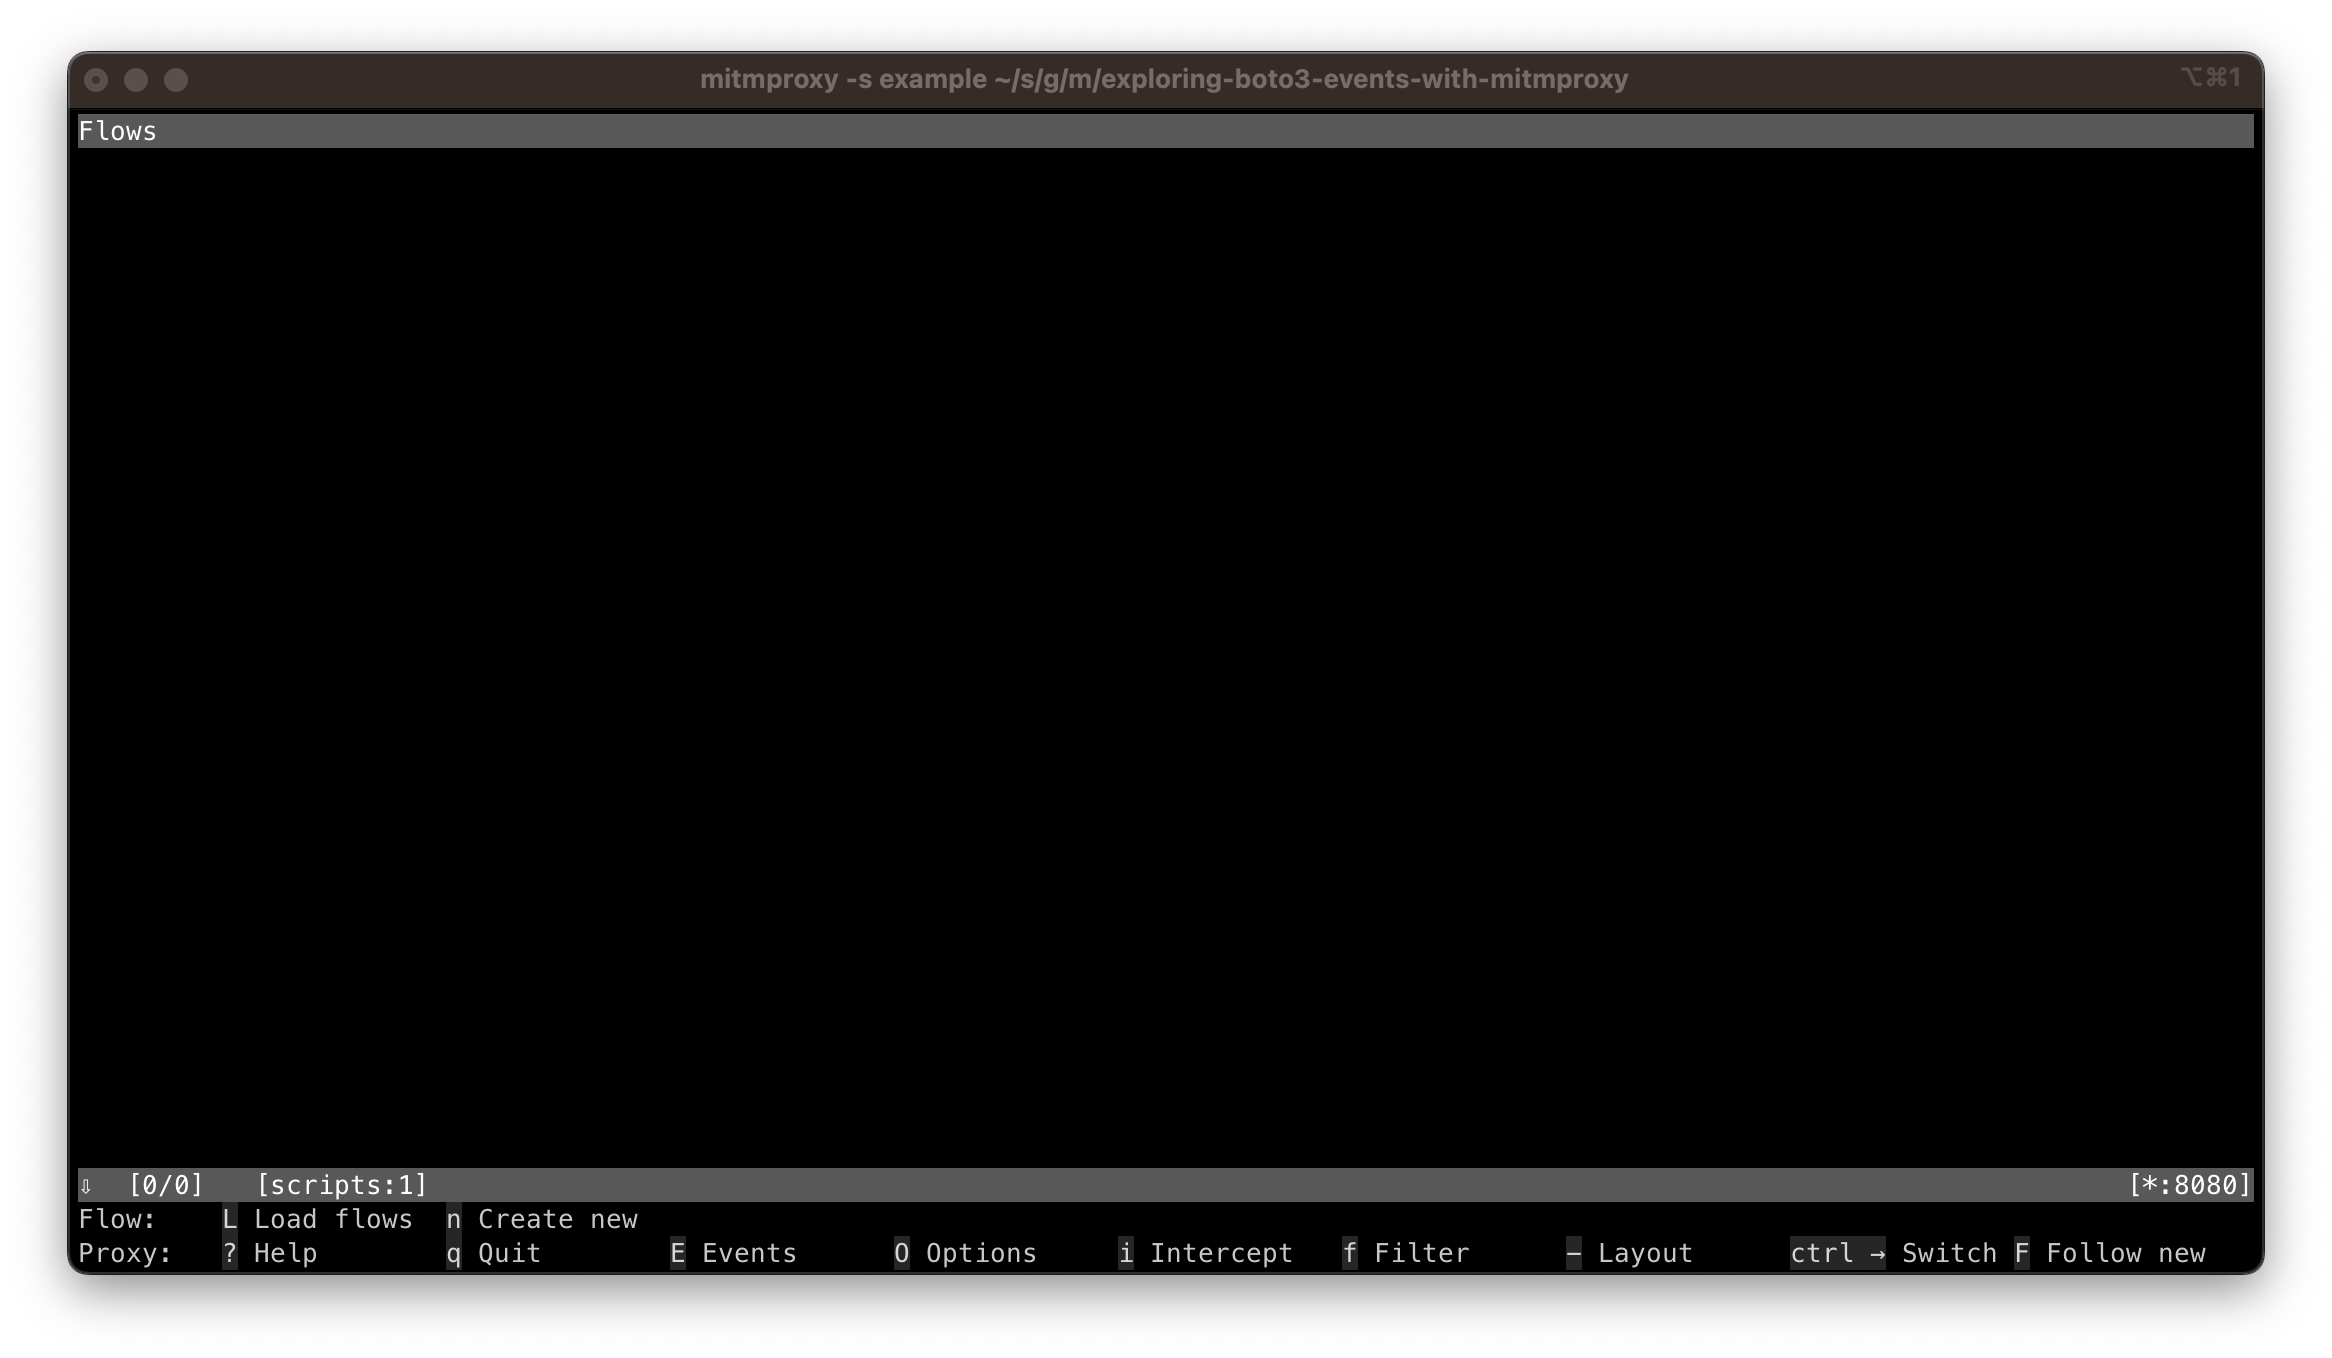 mitmproxy -s example ~/s/g/m/exploring-boto3-events-with-mitmproxy ⌥⌘1
Flows
⇩ [0/0] [scripts:1] [*:8080]
Flow: L Load flows n Create new
Proxy: ? Help q Quit E Events O Options i Intercept f Filter – Layout ctrl → Switch F Follow new